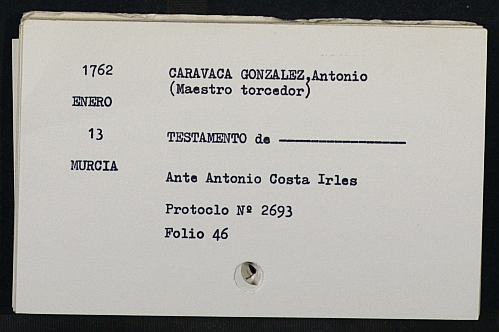 1762
CARAVACA GONZALEZ,Antonio
(Maestro torcedor)
ENERO
13
TESTAMENTO de ————————————
MURCIA
Ante Antonio Costa Irles
Protoclo Nº 2693
Folio 46